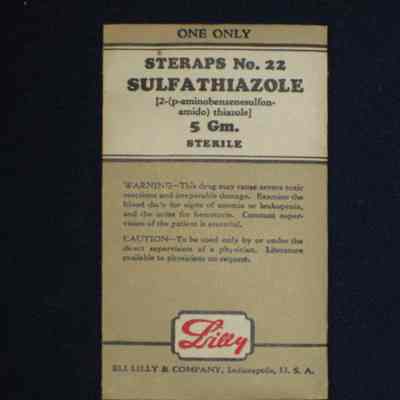 ONE ONLY
STERAPS No. 22
SULFATHIAZOLE
[2-(p-aminobenzenesulfon-
amido) thiazole]
5 Gm.
STERILE
WARNING—This drug may cause severe toxic
reactions and irreparable damage. Examine the
blood daily for signs of anemia or leukopenia,
and the urine for hematuria. Constant super-
vision of the patient is essential.
CAUTION—To be used only by or under the
direct supervision of a physician. Literature
available to physicians on request.
Lilly
ELI LILLY & COMPANY, Indianapolis, U. S. A.